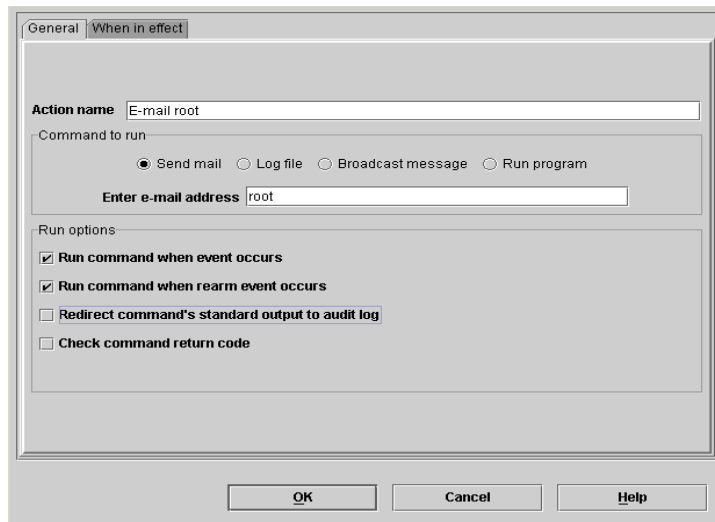 General When in effect
Action name E-mail root
Command to run
Send mail Log file Broadcast message Run program
Enter e-mail address root
Run options
Run command when event occurs
Run command when rearm event occurs
Redirect command's standard output to audit log
Check command return code
OK Cancel Help